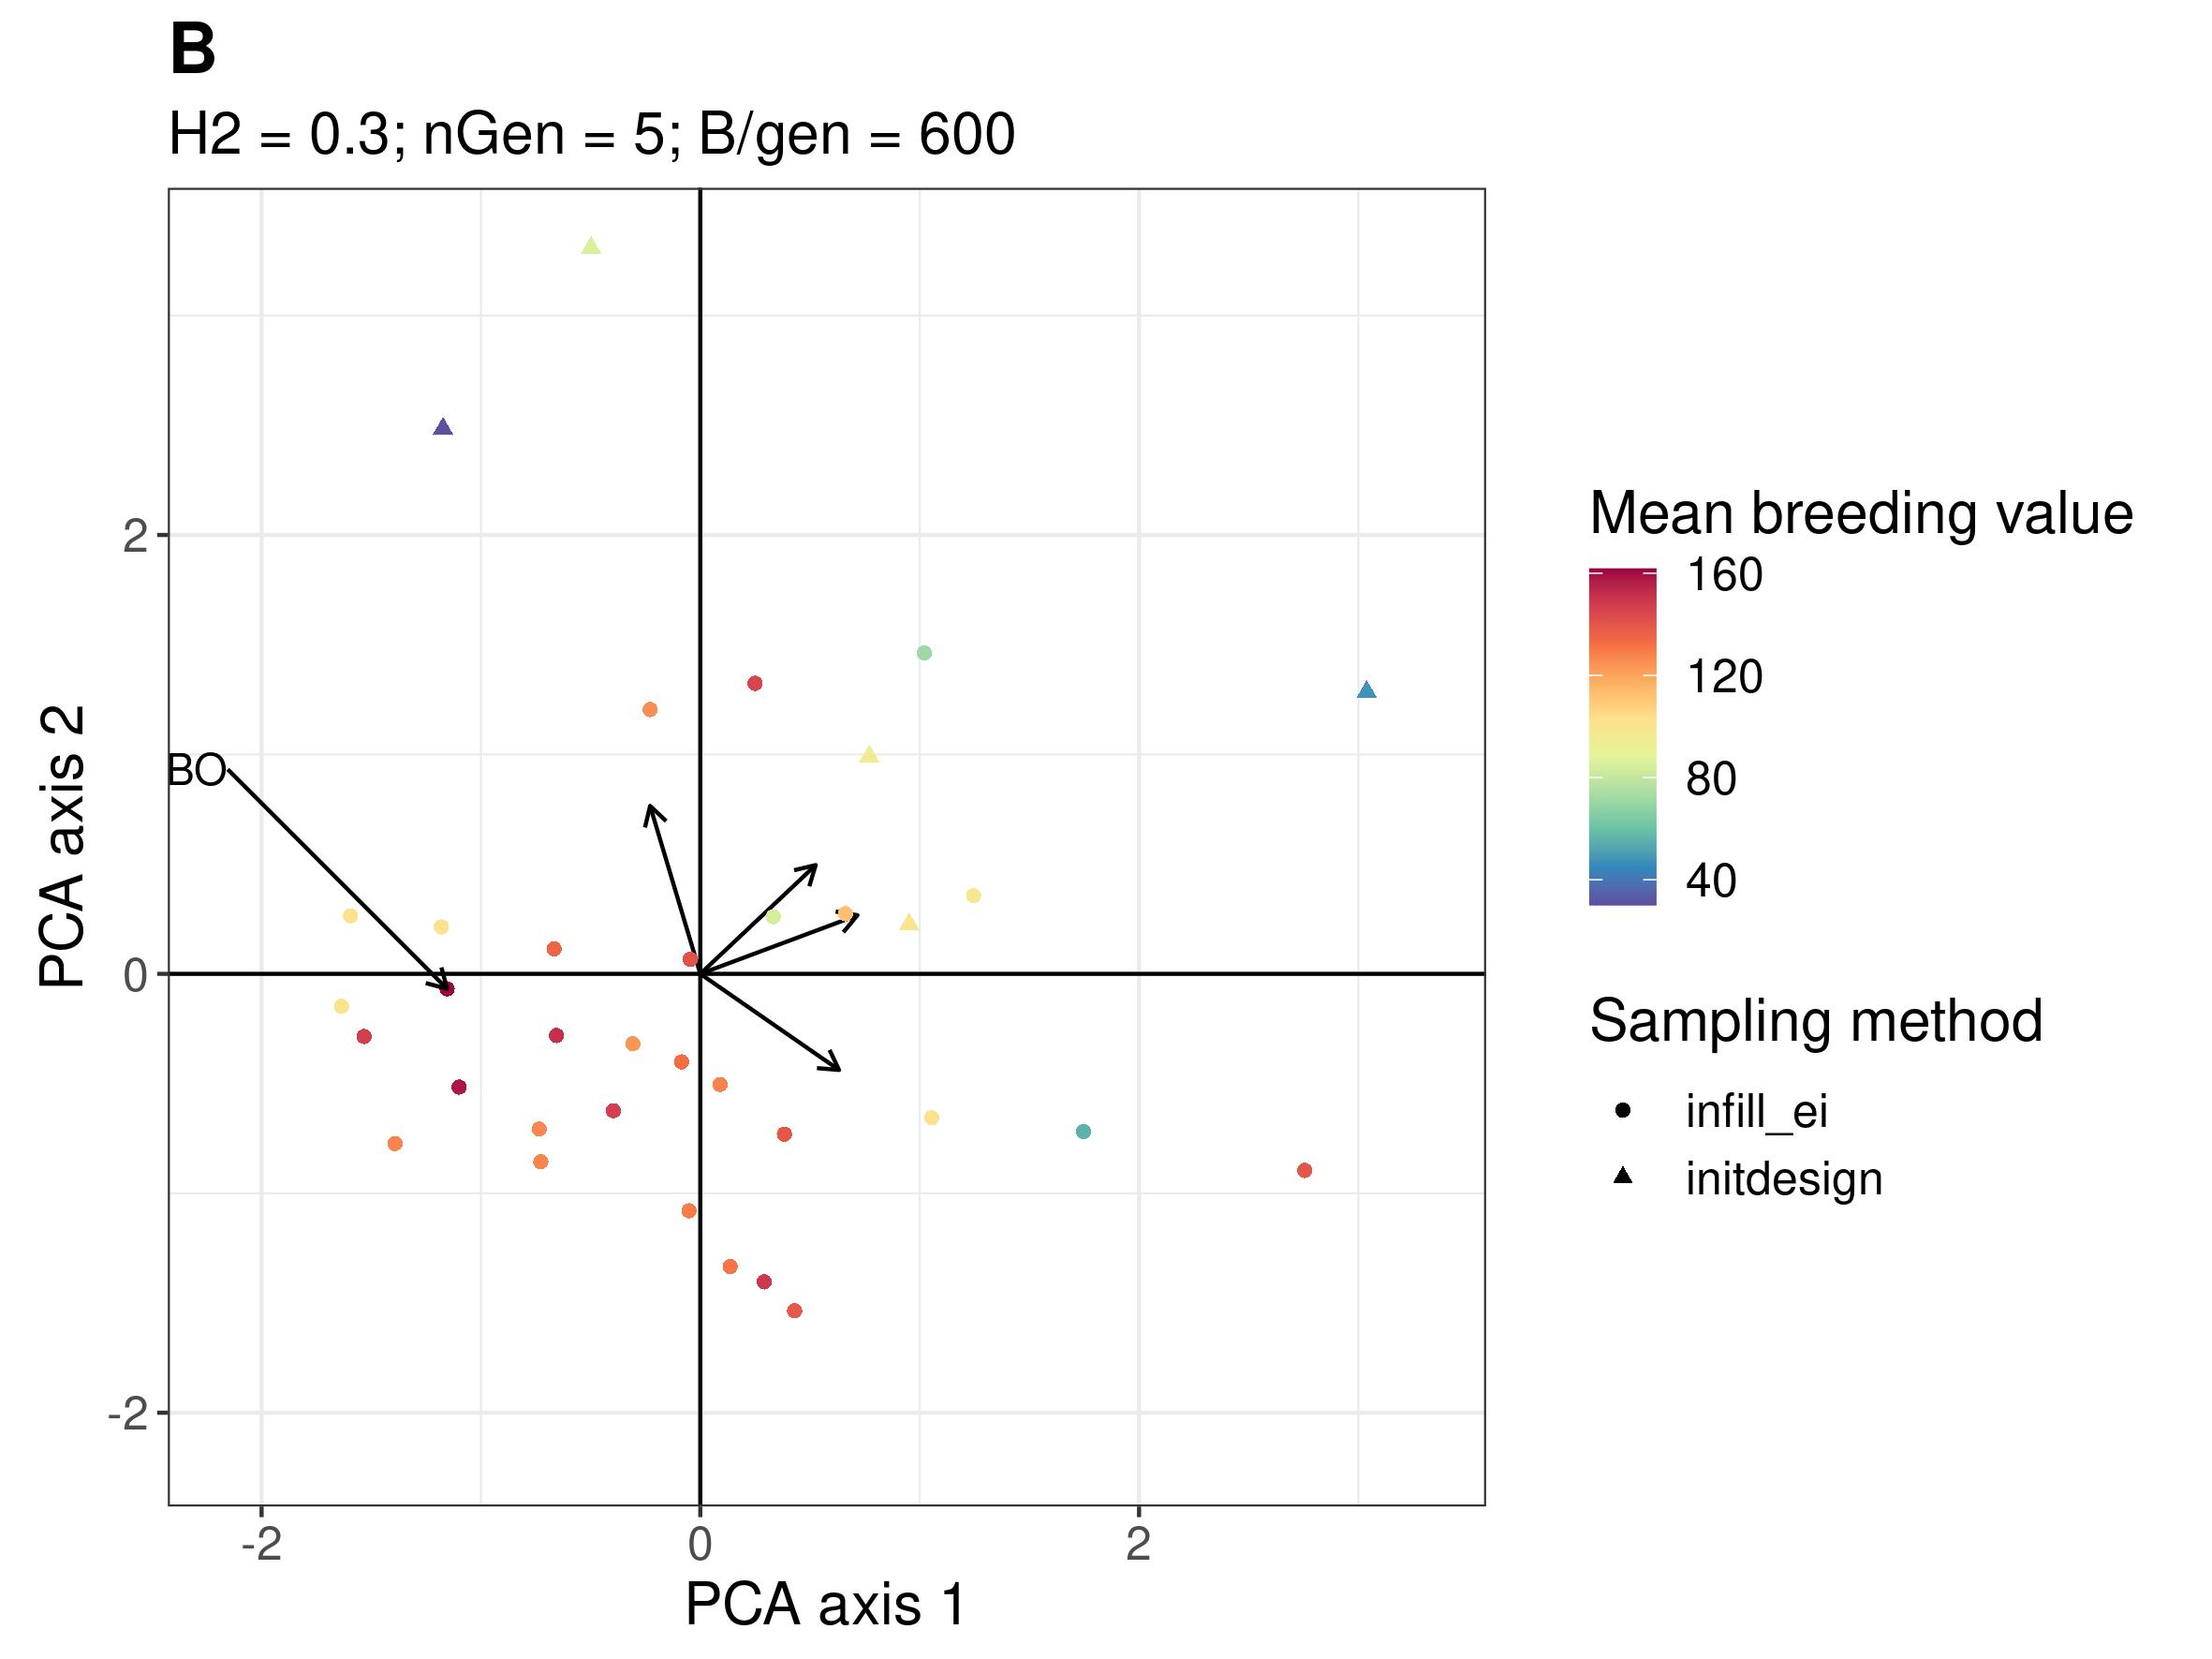 B
H2 = 0.3; nGen = 5; B/gen = 600
PCA axis 2
2
0
-2
BO
-2
0
2
PCA axis 1
Mean breeding value
160
120
80
40
Sampling method
infill_ei
initdesign